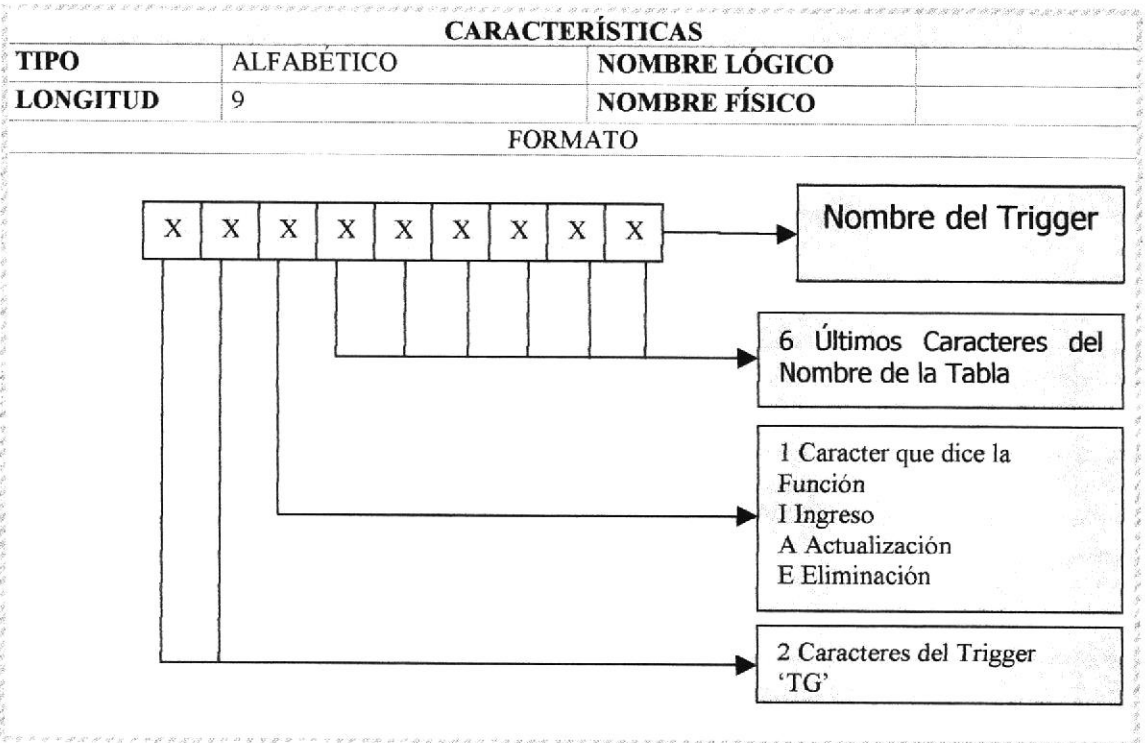 CARACTERÍSTICAS
TIPO ALFABÉTICO NOMBRE LÓGICO
LONGITUD 9 NOMBRE FÍSICO
FORMATO
X X X X X X X X X
Nombre del Trigger
6 Últimos Caracteres del
Nombre de la Tabla
1 Caracter que dice la
Función
I Ingreso
A Actualización
E Eliminación
2 Caracteres del Trigger
‘TG’